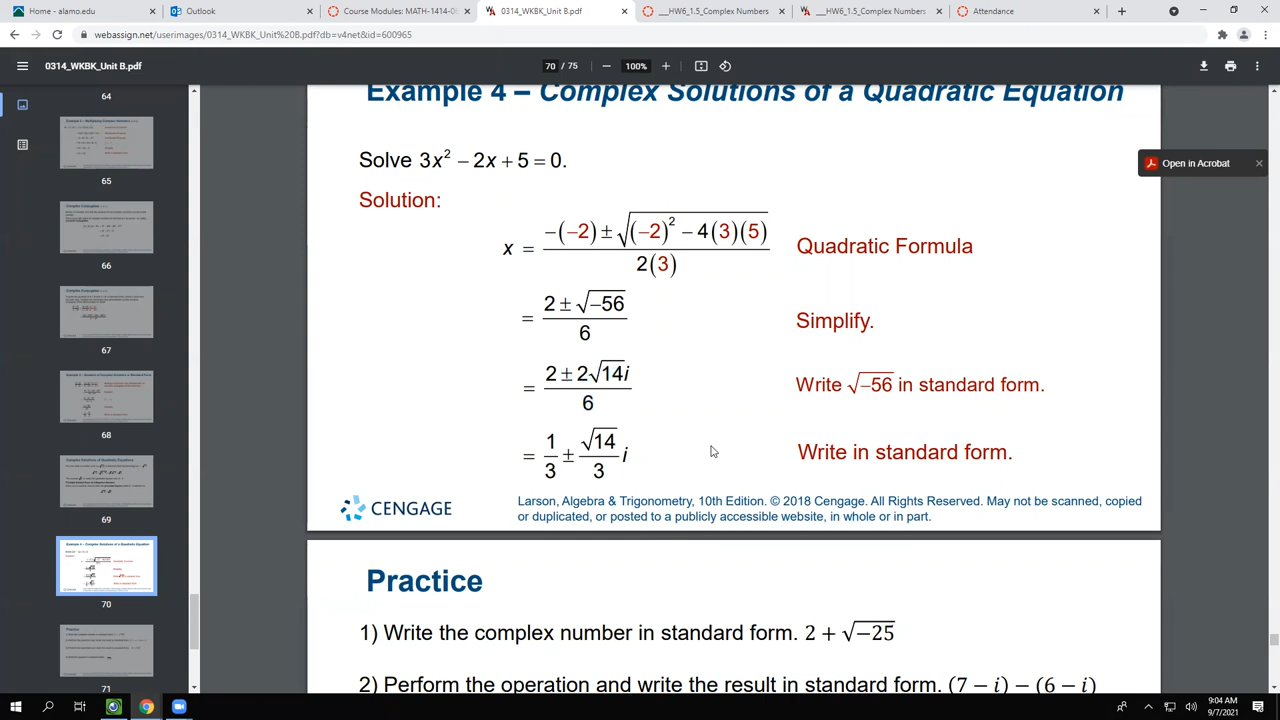 Home - alamo.edu
Outlook
Course Modules: MATH-1414-08
0314_WKBK_Unit B.pdf
___HW6_1.5_Complex Numbers
___HW6_1.5_Complex Numbers
Attendance
webassign.net/userimages/0314_WKBK_Unit%20B.pdf?db=v4net&id=600965
0314_WKBK_Unit B.pdf
70 / 75
100%
64
65
66
67
68
69
70
71
Example 4 – Complex Solutions of a Quadratic Equation
Solve 3x² − 2x + 5 = 0.
Open in Acrobat
Solution:
x = (−(−2) ± √((−2)² − 4(3)(5))) / 2(3)
Quadratic Formula
= (2 ± √−56) / 6
Simplify.
= (2 ± 2√14i) / 6
Write √−56 in standard form.
= 1/3 ± √14/3 i
Write in standard form.
CENGAGE
Larson, Algebra & Trigonometry, 10th Edition. © 2018 Cengage. All Rights Reserved. May not be scanned, copied
or duplicated, or posted to a publicly accessible website, in whole or in part.
Practice
1) Write the complex number in standard form. 2 + √−25
2) Perform the operation and write the result in standard form. (7 − i) − (6 − i)
9:04 AM
9/7/2021